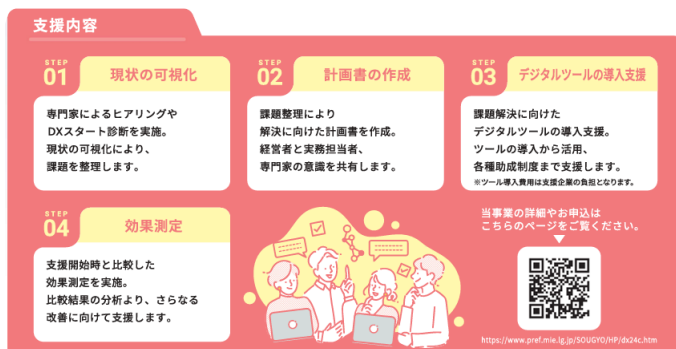 支援内容
STEP
01
現状の可視化
専門家によるヒアリングや
DXスタート診断を実施。
現状の可視化により、
課題を整理します。
STEP
02
計画書の作成
課題整理により
解決に向けた計画書を作成。
経営者と実務担当者、
専門家の意識を共有します。
STEP
03
デジタルツールの導入支援
課題解決に向けた
デジタルツールの導入支援。
ツールの導入から活用、
各種助成制度まで支援します。
※ツール導入費用は支援企業の負担となります。
STEP
04
効果測定
支援開始時と比較した
効果測定を実施。
比較結果の分析より、さらなる
改善に向けて支援します。
当事業の詳細やお申込は
こちらのページをご覧ください。
https://www.pref.mie.lg.jp/SOUGYO/HP/dx24c.htm